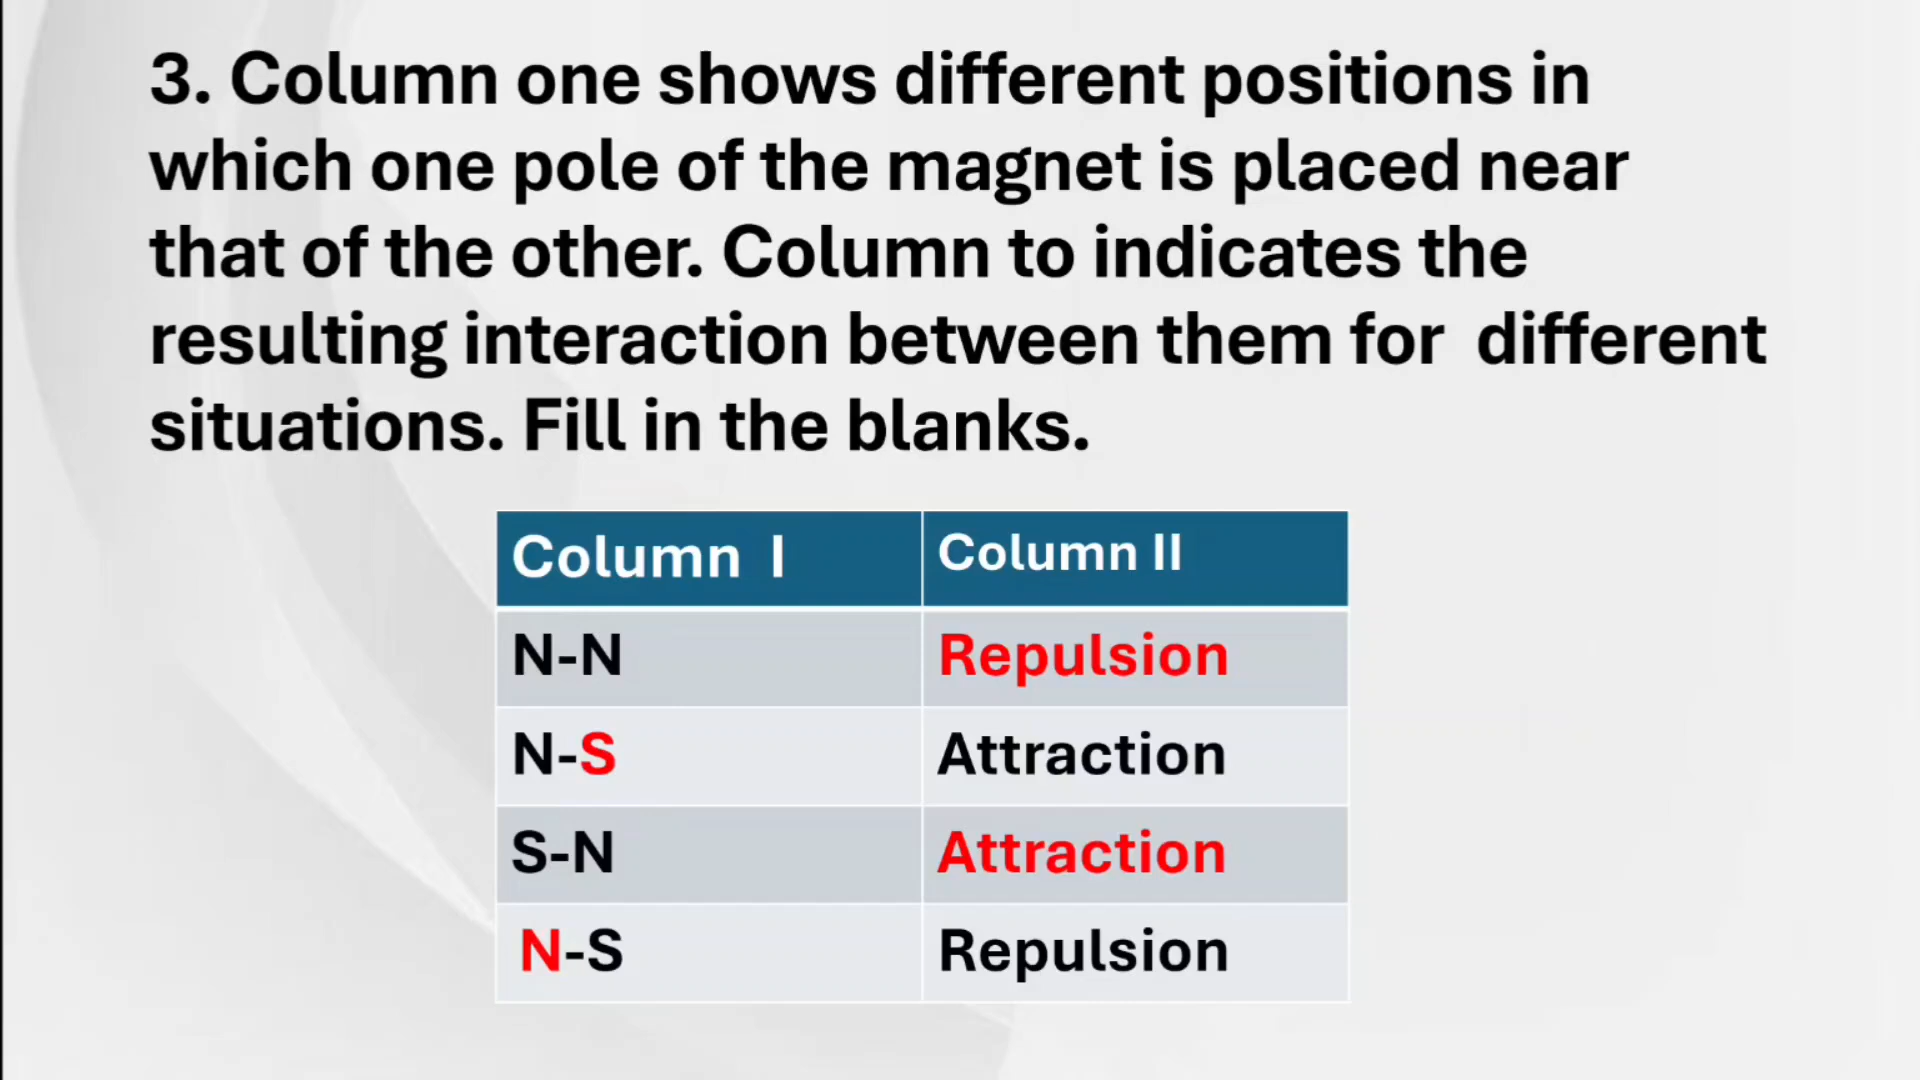 3. Column one shows different positions in
which one pole of the magnet is placed near
that of the other. Column to indicates the
resulting interaction between them for  different
situations. Fill in the blanks.
Column  I
Column II
N-N
Repulsion
N-S
Attraction
S-N
Attraction
N-S
Repulsion